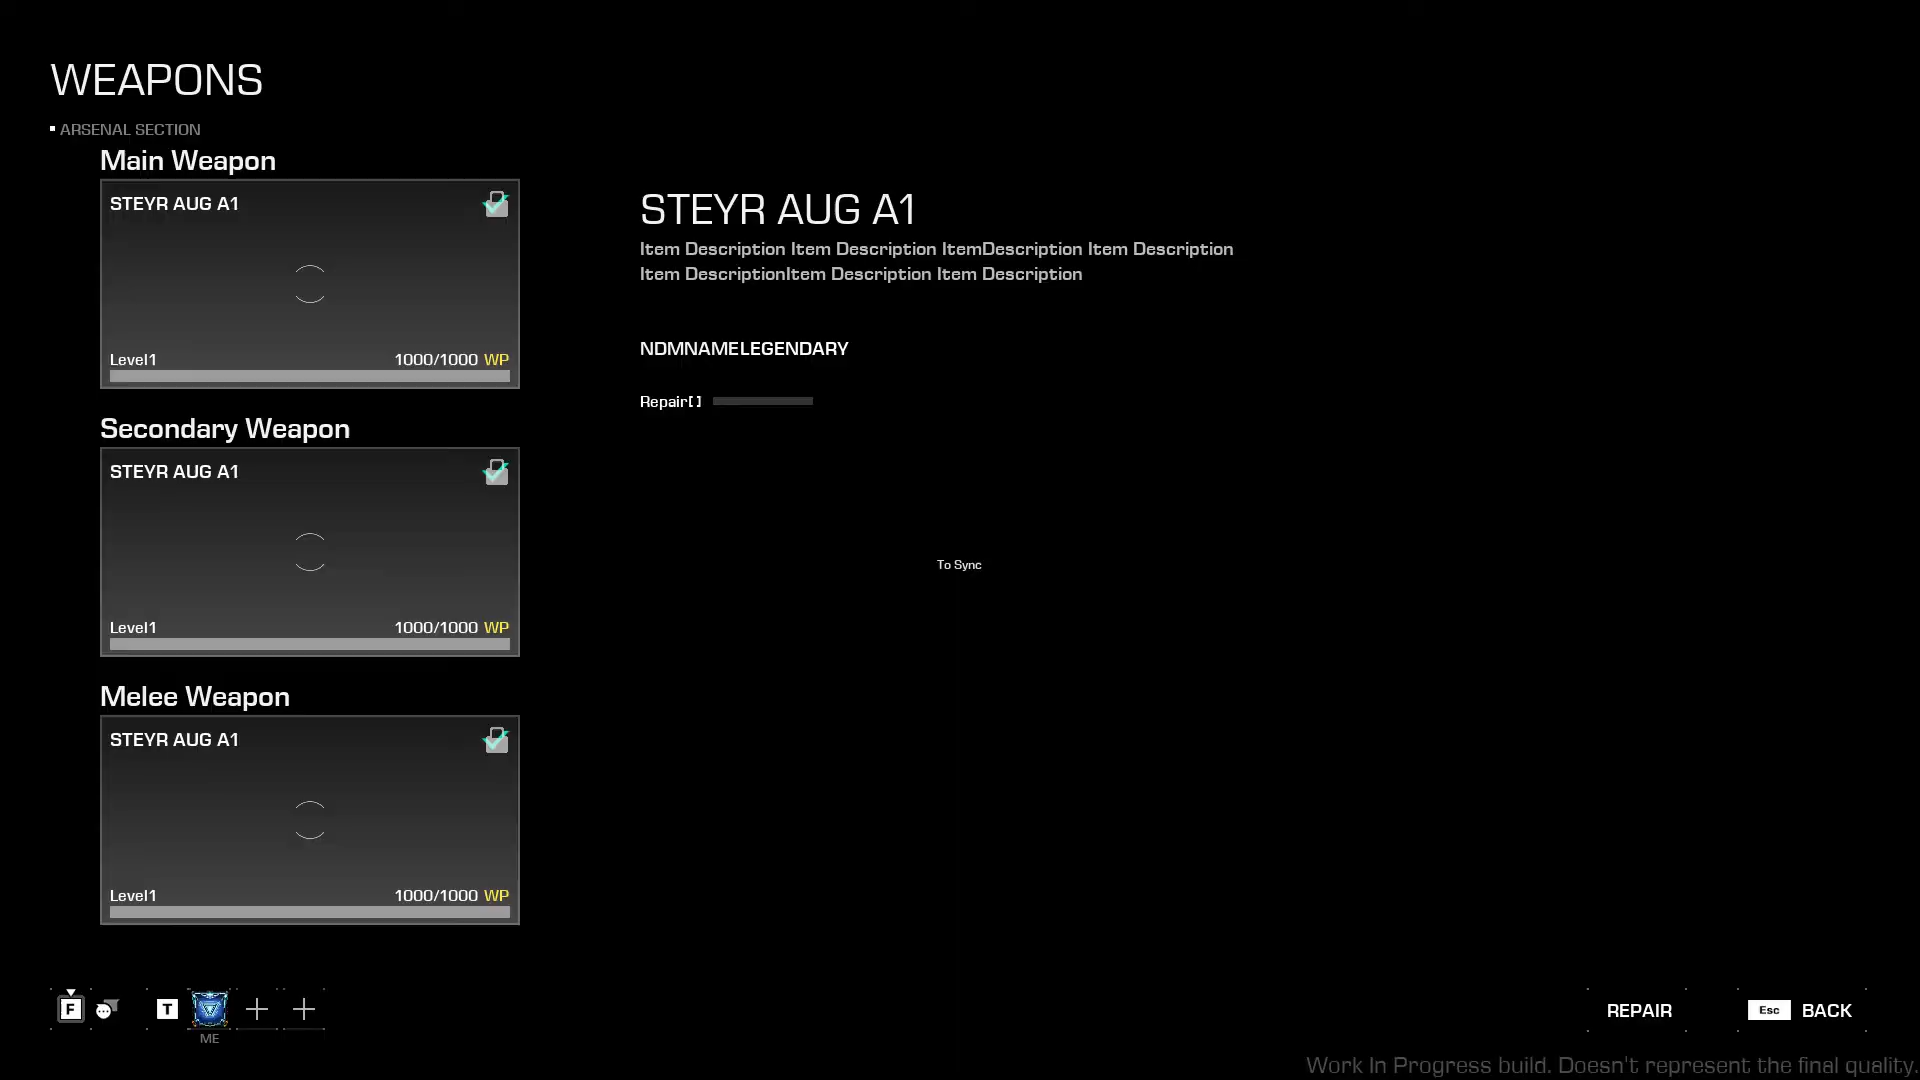 WEAPONS
ARSENAL SECTION
Main Weapon
STEYR AUG A1
Level1 1000/1000 WP
Secondary Weapon
STEYR AUG A1
Level1 1000/1000 WP
Melee Weapon
STEYR AUG A1
Level1 1000/1000 WP
STEYR AUG A1
Item Description Item Description ItemDescription Item Description
Item DescriptionItem Description Item Description
NDMNAMELEGENDARY
Repair[]
To Sync
F
T
ME
REPAIR
Esc BACK
Work In Progress build. Doesn't represent the final quality.